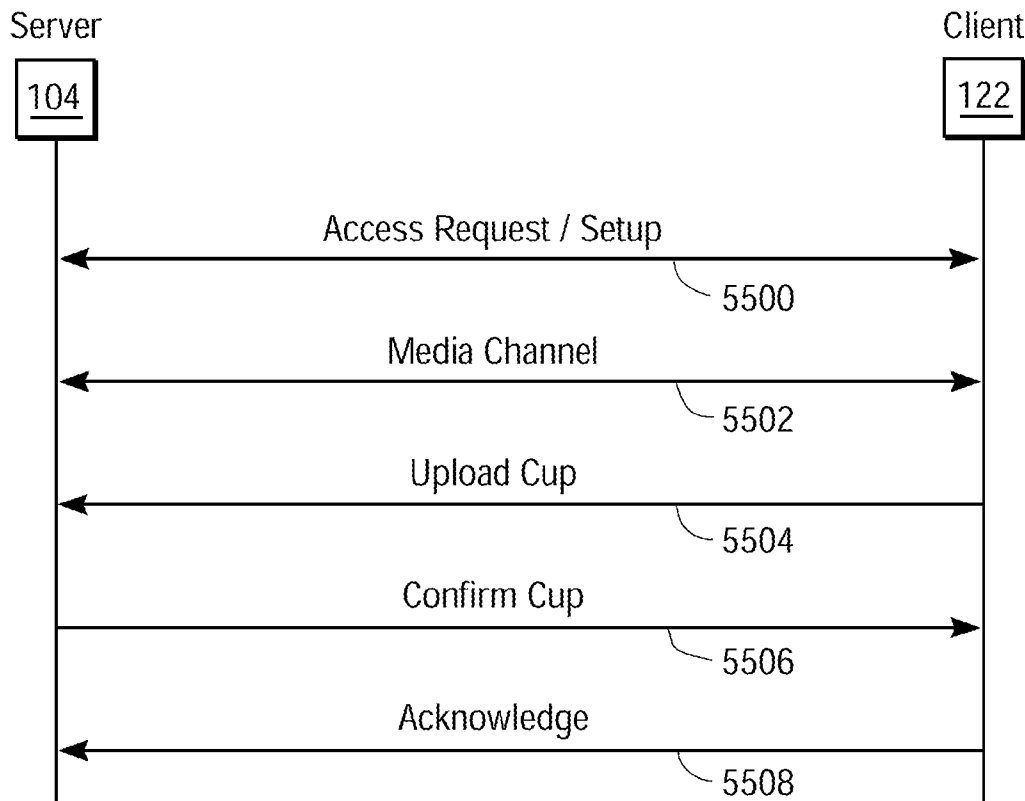 Server
Client
104
122
Access Request / Setup
5500
Media Channel
5502
Upload Cup
5504
Confirm Cup
5506
Acknowledge
5508